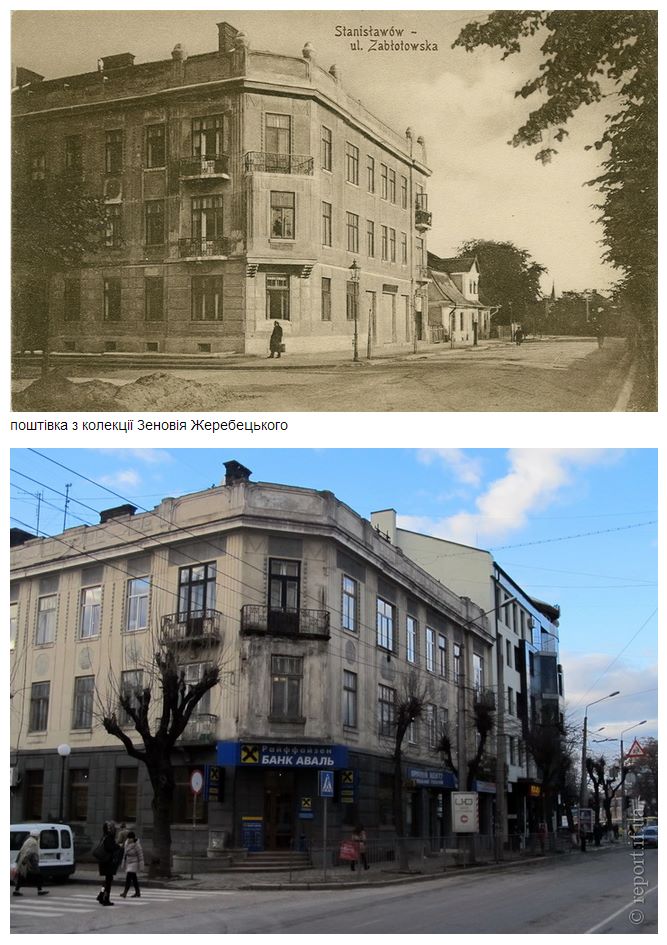 Stanisławów -
ul. Zabłotowska
поштівка з колекції Зеновія Жеребецького
Райффайзен
БАНК АВАЛЬ
© report.if.ua